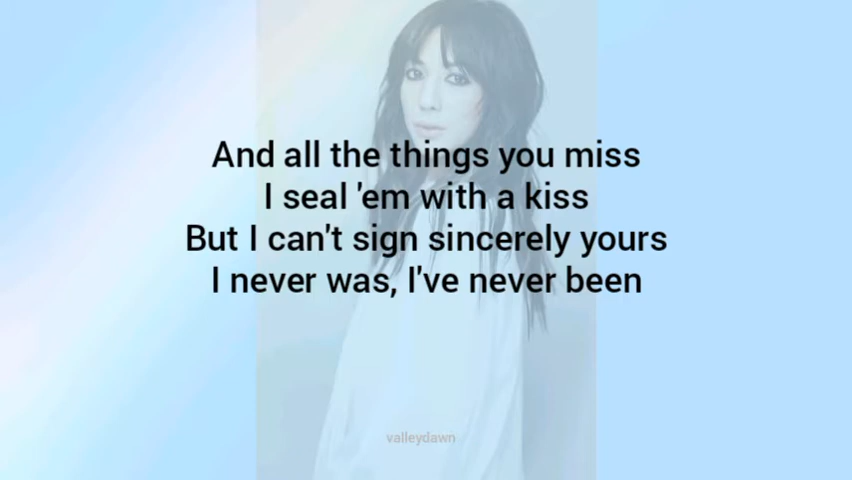 And all the things you miss
I seal 'em with a kiss
But I can't sign sincerely yours
I never was, I've never been
valleydawn